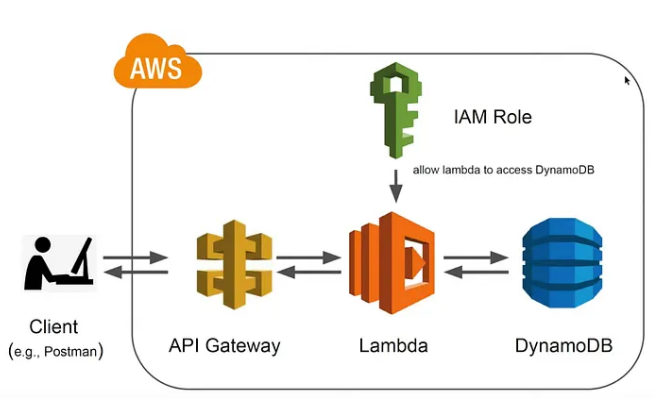 AWS
IAM Role
allow lambda to access DynamoDB
Client
(e.g., Postman)
API Gateway
Lambda
DynamoDB